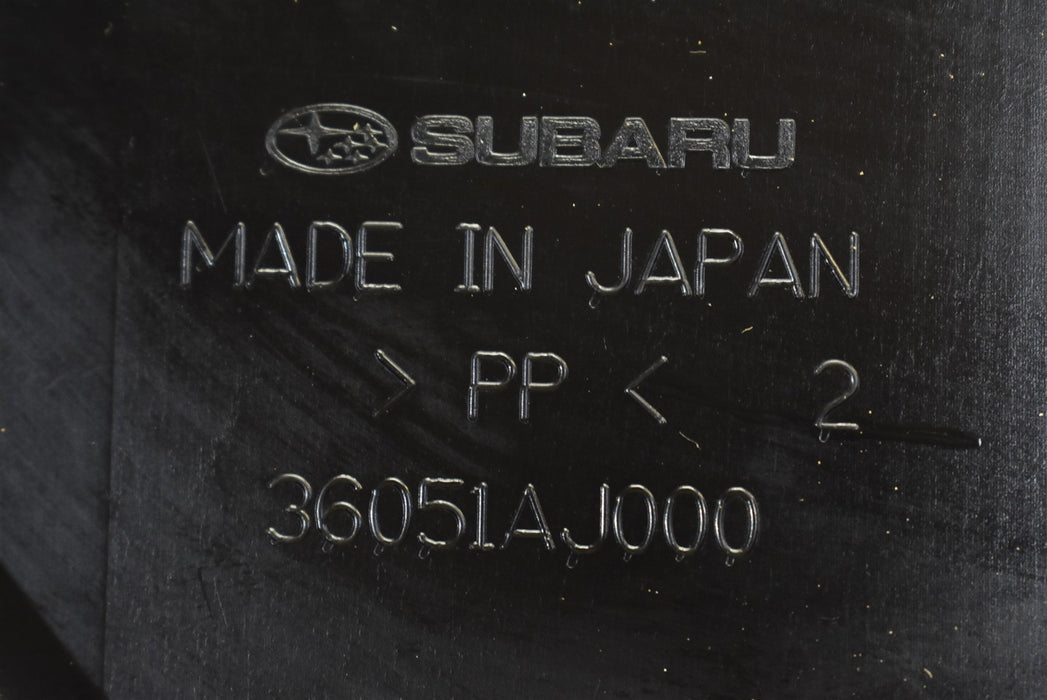 SUBARU
MADE IN JAPAN
> PP < 2
36051AJ000